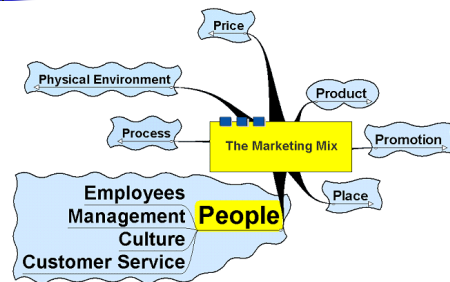 Price
Physical Environment
Product
Process
The Marketing Mix
Promotion
Place
People
Employees
Management
Culture
Customer Service